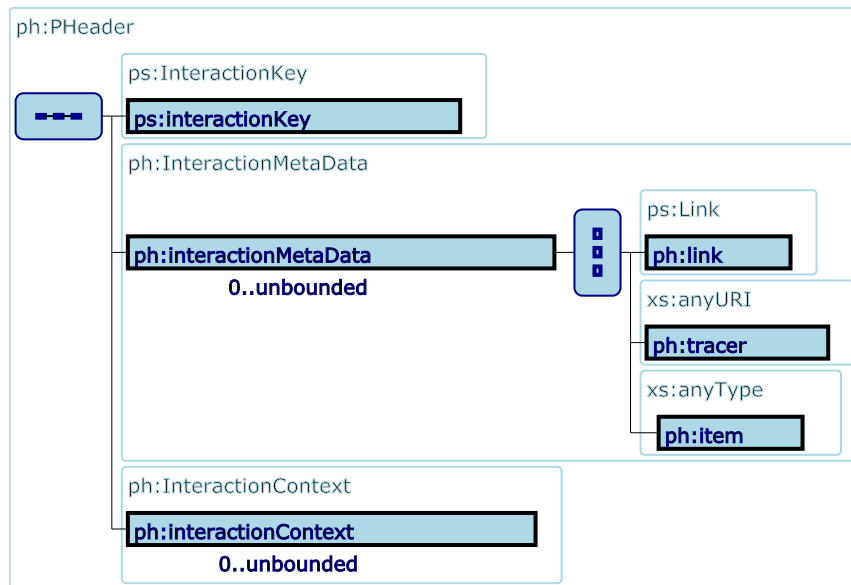 ph:PHeader
ps:InteractionKey
ps:interactionKey
ph:InteractionMetaData
ph:interactionMetaData
0..unbounded
ps:Link
ph:link
xs:anyURI
ph:tracer
xs:anyType
ph:item
ph:InteractionContext
ph:interactionContext
0..unbounded